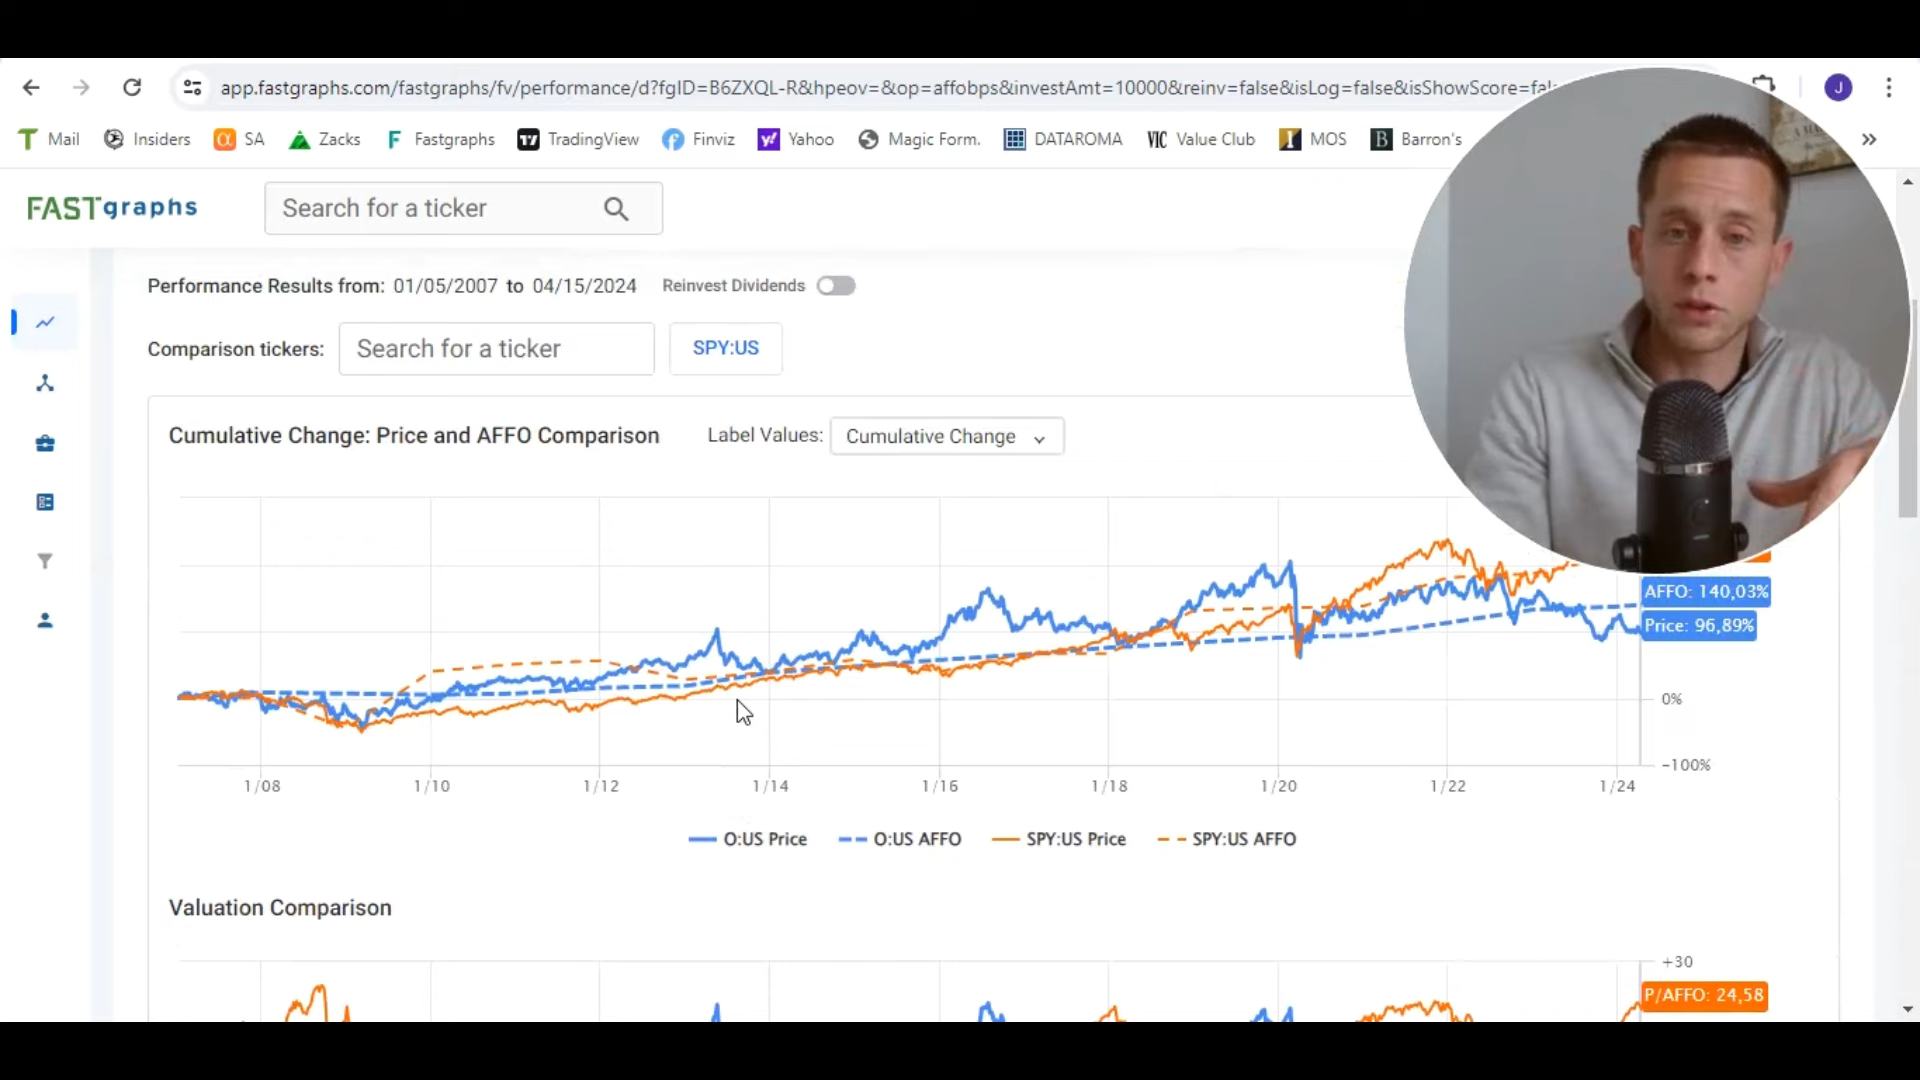 app.fastgraphs.com/fastgraphs/fv/performance/d?fgID=B6ZXQL-R&hpeov=&op=affobps&investAmt=10000&reinv=false&isLog=false&isShowScore=fal
J
Mail Insiders SA Zacks Fastgraphs TradingView Finviz Yahoo Magic Form. DATAROMA VIC Value Club MOS Barron's
FASTgraphs
Search for a ticker
Performance Results from: 01/05/2007 to 04/15/2024 Reinvest Dividends
Comparison tickers: Search for a ticker SPY:US
Cumulative Change: Price and AFFO Comparison Label Values: Cumulative Change
AFFO: 140,03%
Price: 96,89%
0%
-100%
1/08 1/10 1/12 1/14 1/16 1/18 1/20 1/22 1/24
O:US Price O:US AFFO SPY:US Price SPY:US AFFO
Valuation Comparison
+30
P/AFFO: 24,58